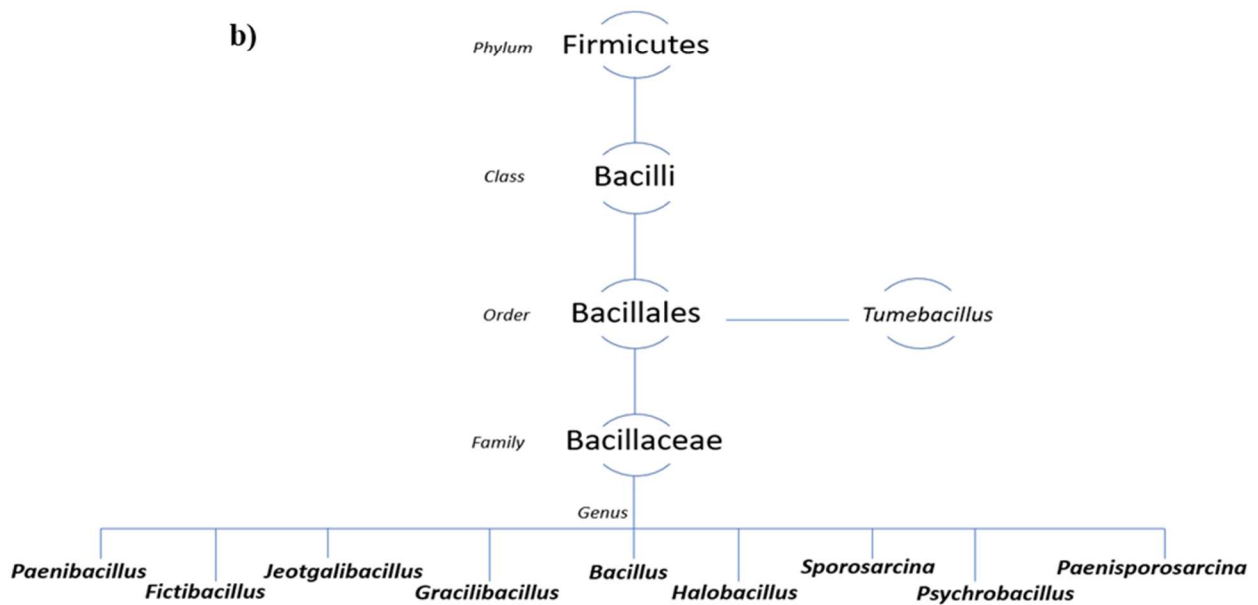 b)
Phylum
Firmicutes
Class
Bacilli
Order
Bacillales
Tumebacillus
Family
Bacillaceae
Genus
Paenibacillus
Fictibacillus
Jeotgalibacillus
Gracilibacillus
Bacillus
Halobacillus
Sporosarcina
Psychrobacillus
Paenisporosarcina